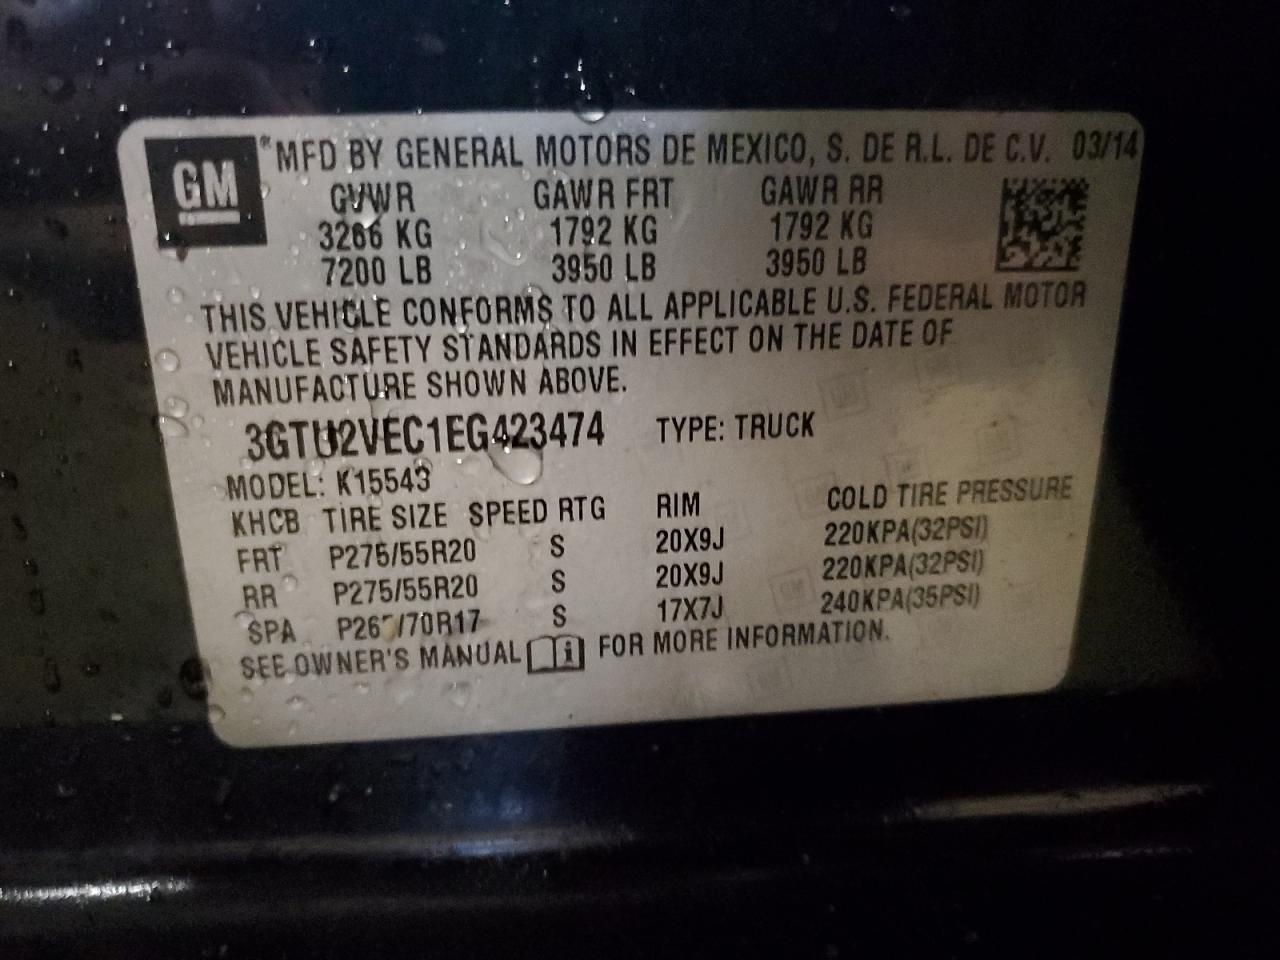 GM
MFD BY GENERAL MOTORS DE MEXICO, S. DE R.L. DE C.V. 03/14
GVWR GAWR FRT GAWR RR
3266 KG 1792 KG 1792 KG
7200 LB 3950 LB 3950 LB
THIS VEHICLE CONFORMS TO ALL APPLICABLE U.S. FEDERAL MOTOR
VEHICLE SAFETY STANDARDS IN EFFECT ON THE DATE OF
MANUFACTURE SHOWN ABOVE.
3GTU2VEC1EG423474 TYPE: TRUCK
MODEL: K15543
KHCB TIRE SIZE SPEED RTG RIM COLD TIRE PRESSURE
FRT P275/55R20 S 20X9J 220KPA(32PSI)
RR P275/55R20 S 20X9J 220KPA(32PSI)
SPA P265/70R17 S 17X7J 240KPA(35PSI)
SEE OWNER'S MANUAL FOR MORE INFORMATION.